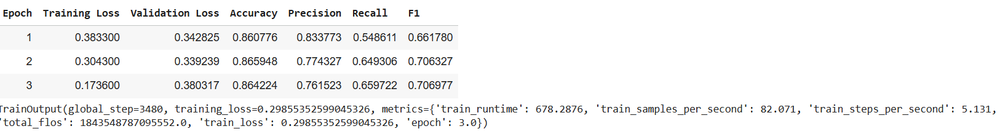 Epoch Training Loss Validation Loss Accuracy Precision Recall F1
1 0.383300 0.342825 0.860776 0.833773 0.548611 0.661780
2 0.304300 0.339239 0.865948 0.774327 0.649306 0.706327
3 0.173600 0.380317 0.864224 0.761523 0.659722 0.706977
TrainOutput(global_step=3480, training_loss=0.29855352599045326, metrics={'train_runtime': 678.2876, 'train_samples_per_second': 82.071, 'train_steps_per_second': 5.131,
'total_flos': 1843548787095552.0, 'train_loss': 0.29855352599045326, 'epoch': 3.0})